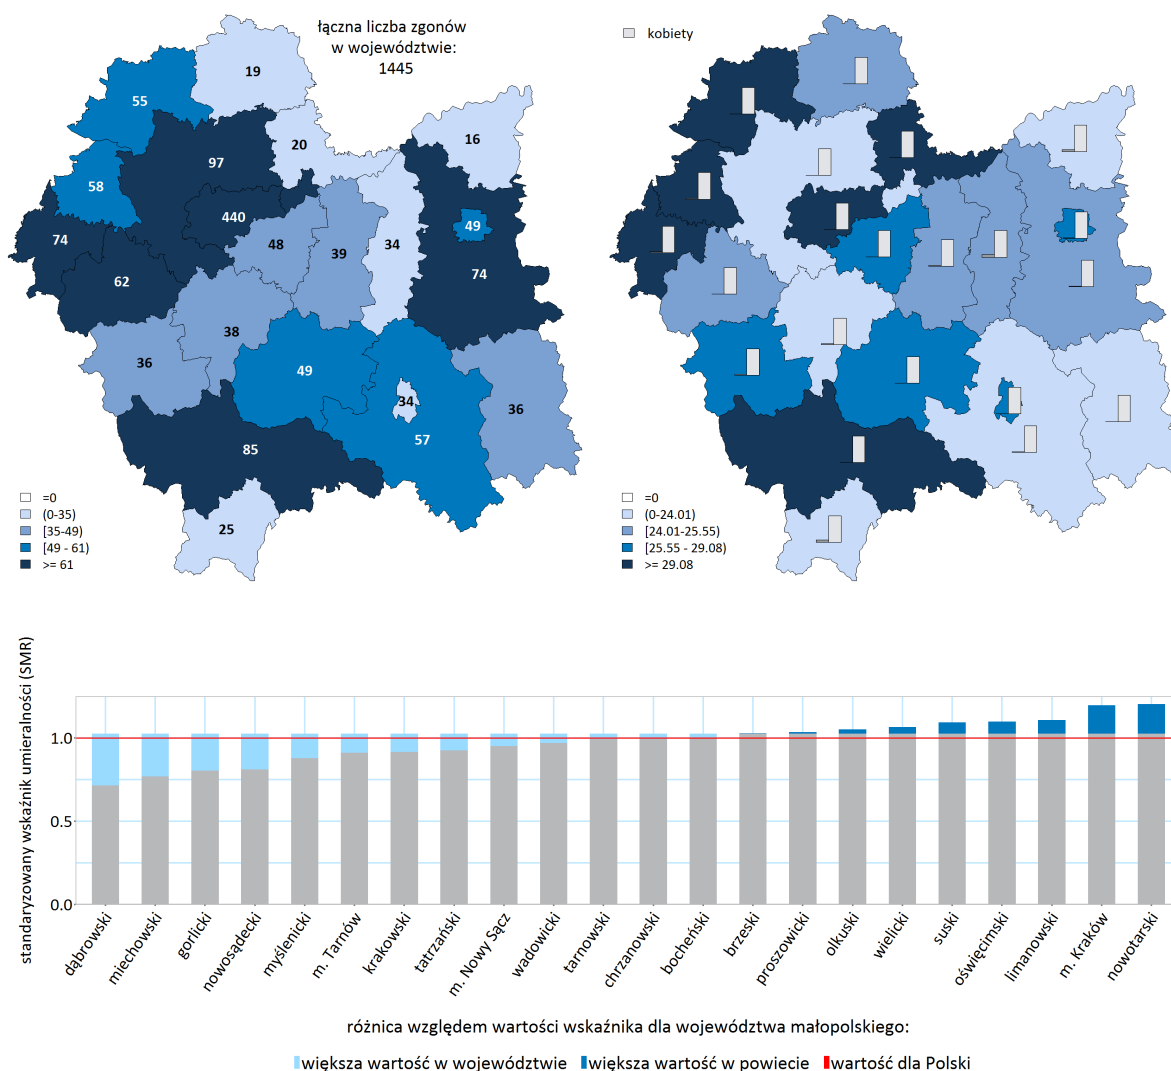 łączna liczba zgonów
w województwie:
1445
19
55
20
16
97
58
440
49
74
48
39
34
74
62
38
36
49
34
36
57
85
25
=0
(0-35)
[35-49)
[49 - 61)
>= 61
kobiety
=0
(0-24.01)
[24.01-25.55)
[25.55 - 29.08)
>= 29.08
standaryzowany wskaźnik umieralności (SMR)
1.0
0.5
0.0
dąbrowski
miechowski
gorlicki
nowosądecki
myślenicki
m. Tarnów
krakowski
tatrzański
m. Nowy Sącz
wadowicki
tarnowski
chrzanowski
bocheński
brzeski
proszowicki
olkuski
wielicki
suski
oświęcimski
limanowski
m. Kraków
nowotarski
różnica względem wartości wskaźnika dla województwa małopolskiego:
większa wartość w województwie większa wartość w powiecie wartość dla Polski